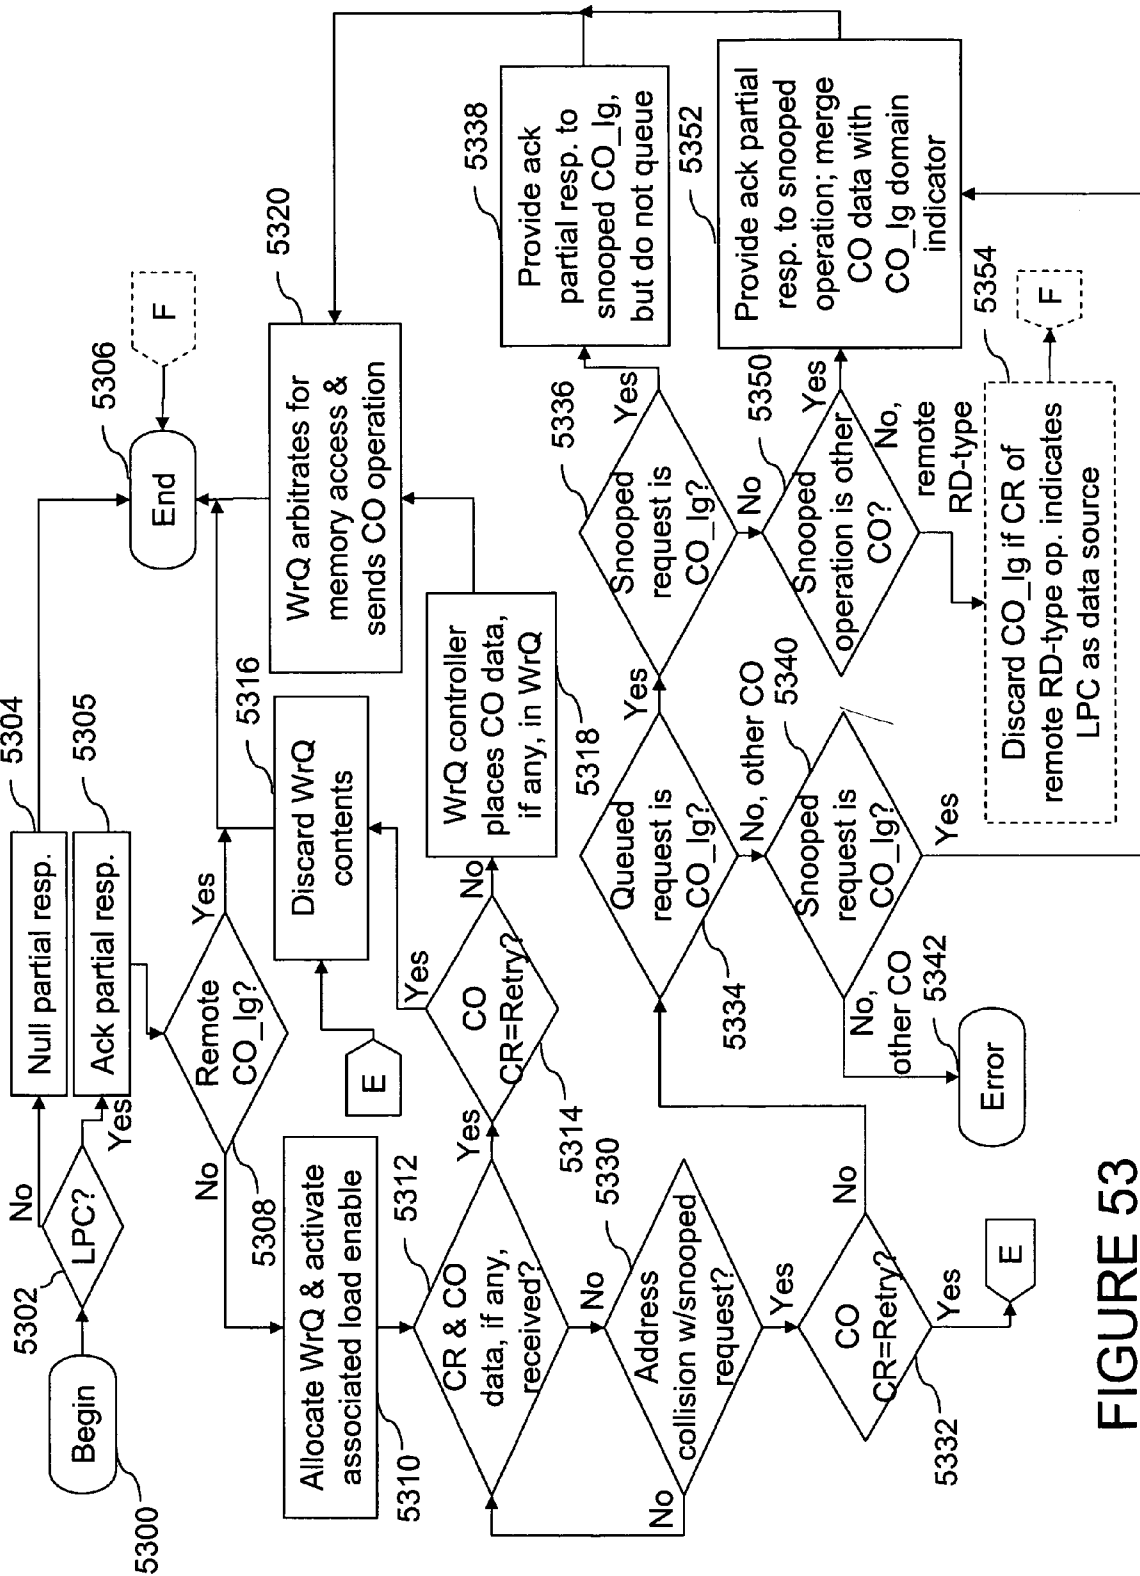 5300
Begin
5302
LPC?
No
Yes
5304
Null partial resp.
5305
Ack partial resp.
5306
End
F
5308
Remote
CO_lg?
No
Yes
5310
Allocate WrQ & activate
associated load enable
5312
CR & CO
data, if any,
received?
Yes
No
5314
CO
CR=Retry?
Yes
No
5316
Discard WrQ
contents
E
5318
WrQ controller
places CO data,
if any, in WrQ
5320
WrQ arbitrates for
memory access &
sends CO operation
5330
Address
collision w/snooped
request?
No
Yes
5332
CO
CR=Retry?
No
Yes
E
5334
Queued
request is
CO_lg?
Yes
No, other CO
5336
Snooped
request is
CO_lg?
Yes
No
5338
Provide ack
partial resp. to
snooped CO_lg,
but do not queue
5340
Snooped
request is
CO_lg?
Yes
No,
other CO
5342
Error
5350
Snooped
operation is other
CO?
Yes
No,
remote
RD-type
5352
Provide ack partial
resp. to snooped
operation; merge
CO data with
CO_lg domain
indicator
5354
Discard CO_lg if CR of
remote RD-type op. indicates
LPC as data source
F
FIGURE 53